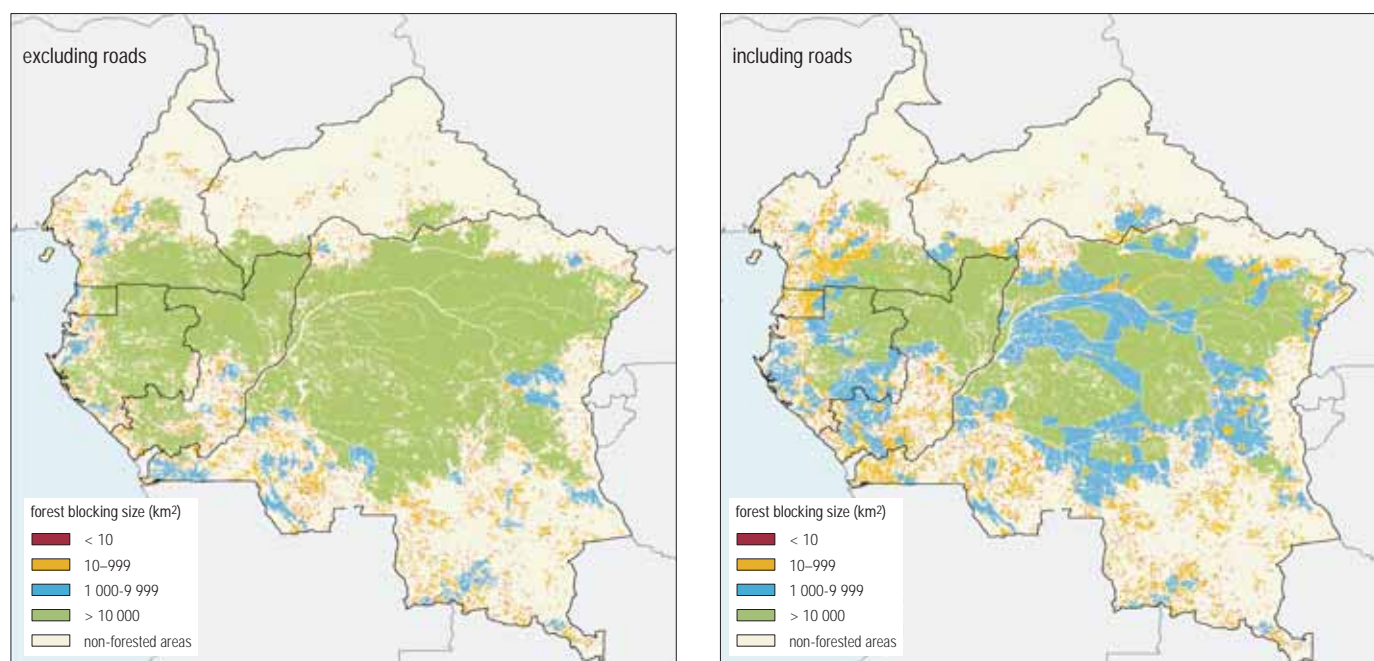 excluding roads
forest blocking size (km²)
< 10
10–999
1 000-9 999
> 10 000
non-forested areas
including roads
forest blocking size (km²)
< 10
10–999
1 000-9 999
> 10 000
non-forested areas